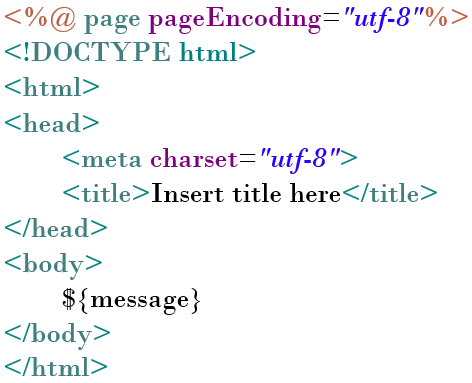 <%@ page pageEncoding="utf-8"%>
<!DOCTYPE html>
<html>
<head>
<meta charset="utf-8">
<title>Insert title here</title>
</head>
<body>
${message}
</body>
</html>